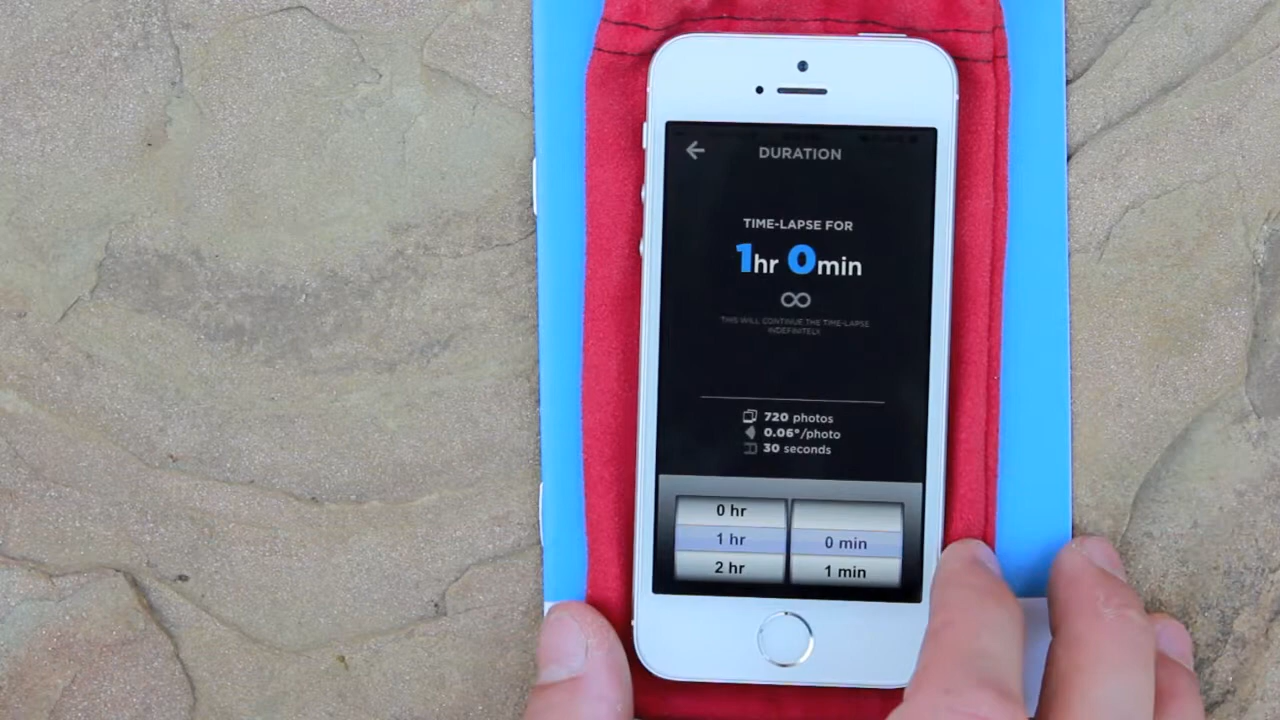 DURATION
TIME-LAPSE FOR
1hr 0min
THIS WILL CONTINUE THE TIME-LAPSE
INDEFINITELY
720 photos
0.06°/photo
30 seconds
0 hr
1 hr 0 min
2 hr 1 min